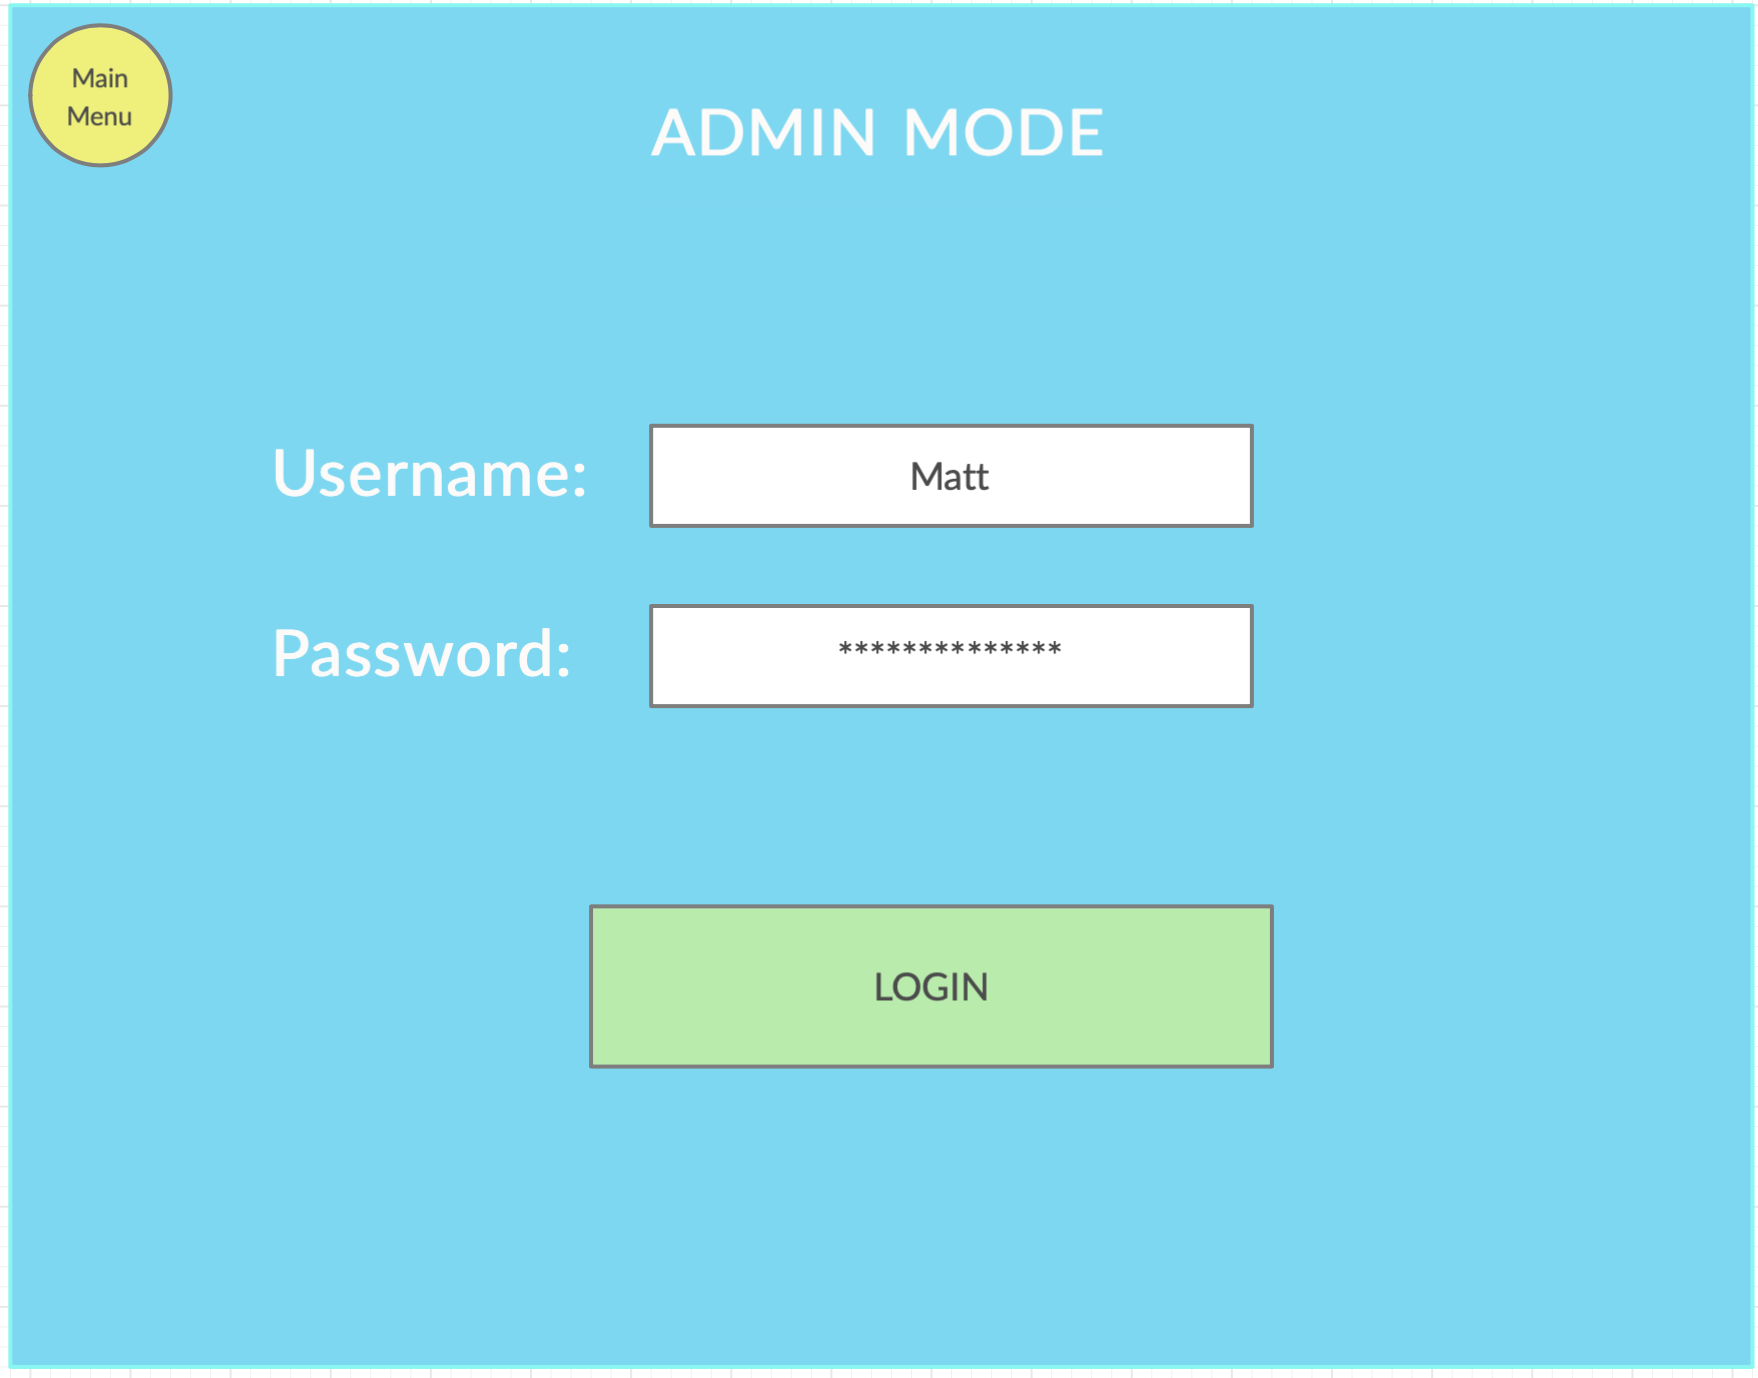 Main
Menu
ADMIN MODE
Username:
Matt
Password:
**************
LOGIN